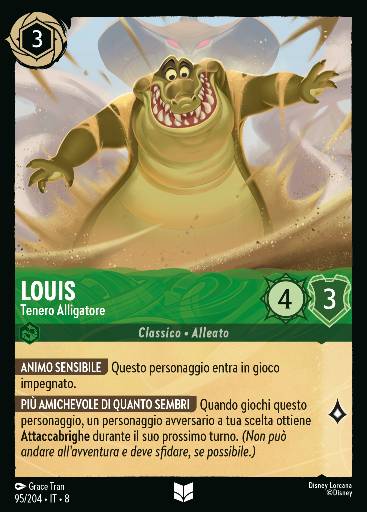 3
LOUIS
Tenero Alligatore
4
3
Classico • Alleato
ANIMO SENSIBILE Questo personaggio entra in gioco
impegnato.
PIÙ AMICHEVOLE DI QUANTO SEMBRI Quando giochi questo
personaggio, un personaggio avversario a tua scelta ottiene
Attaccabrighe durante il suo prossimo turno. (Non può
andare all'avventura e deve sfidare, se possibile.)
Grace Tran
95/204 • IT • 8
Disney Lorcana
©Disney